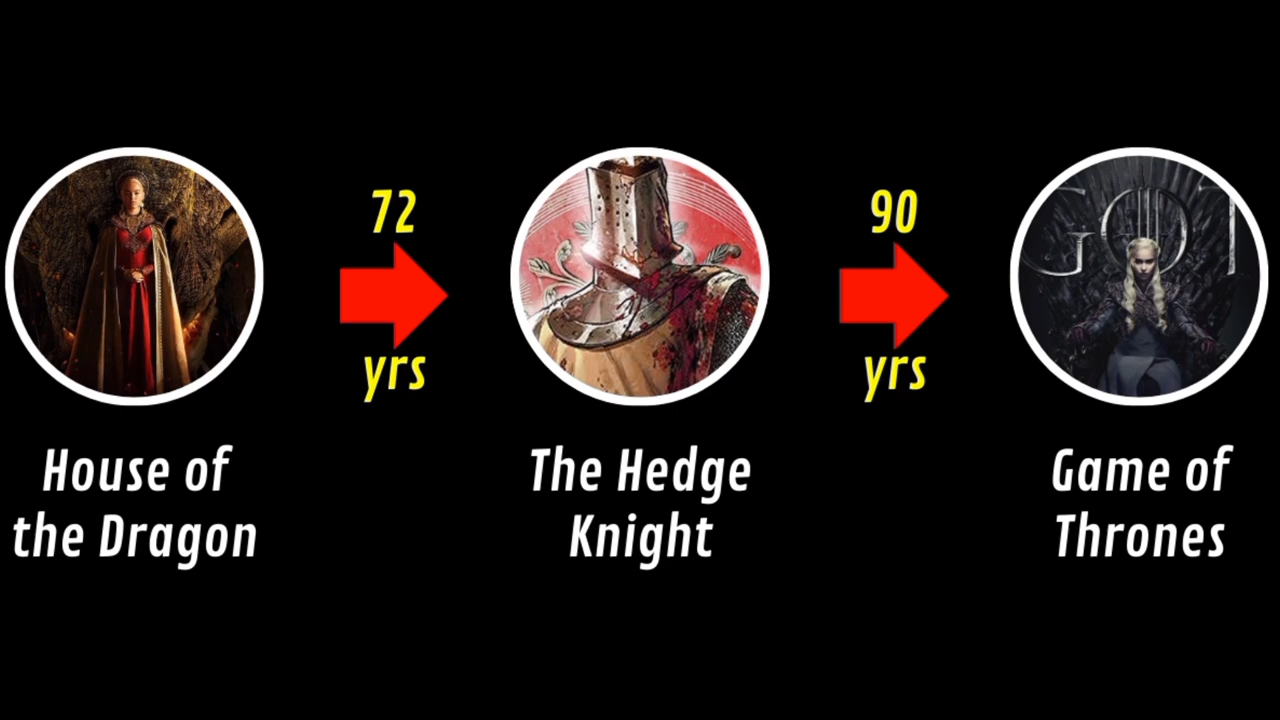 72
90
GOT
yrs
yrs
House of
the Dragon
The Hedge
Knight
Game of
Thrones